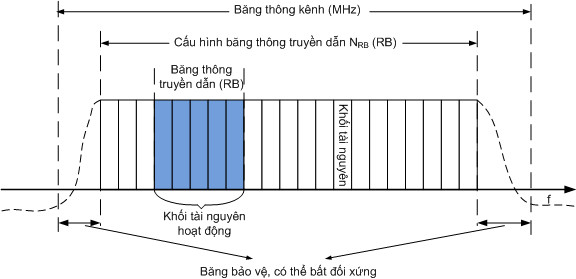 Băng thông kênh (MHz)
Cấu hình băng thông truyền dẫn NRB (RB)
Băng thông
truyền dẫn (RB)
Khối tài nguyên
Khối tài nguyên
hoạt động
f
Băng bảo vệ, có thể bất đối xứng